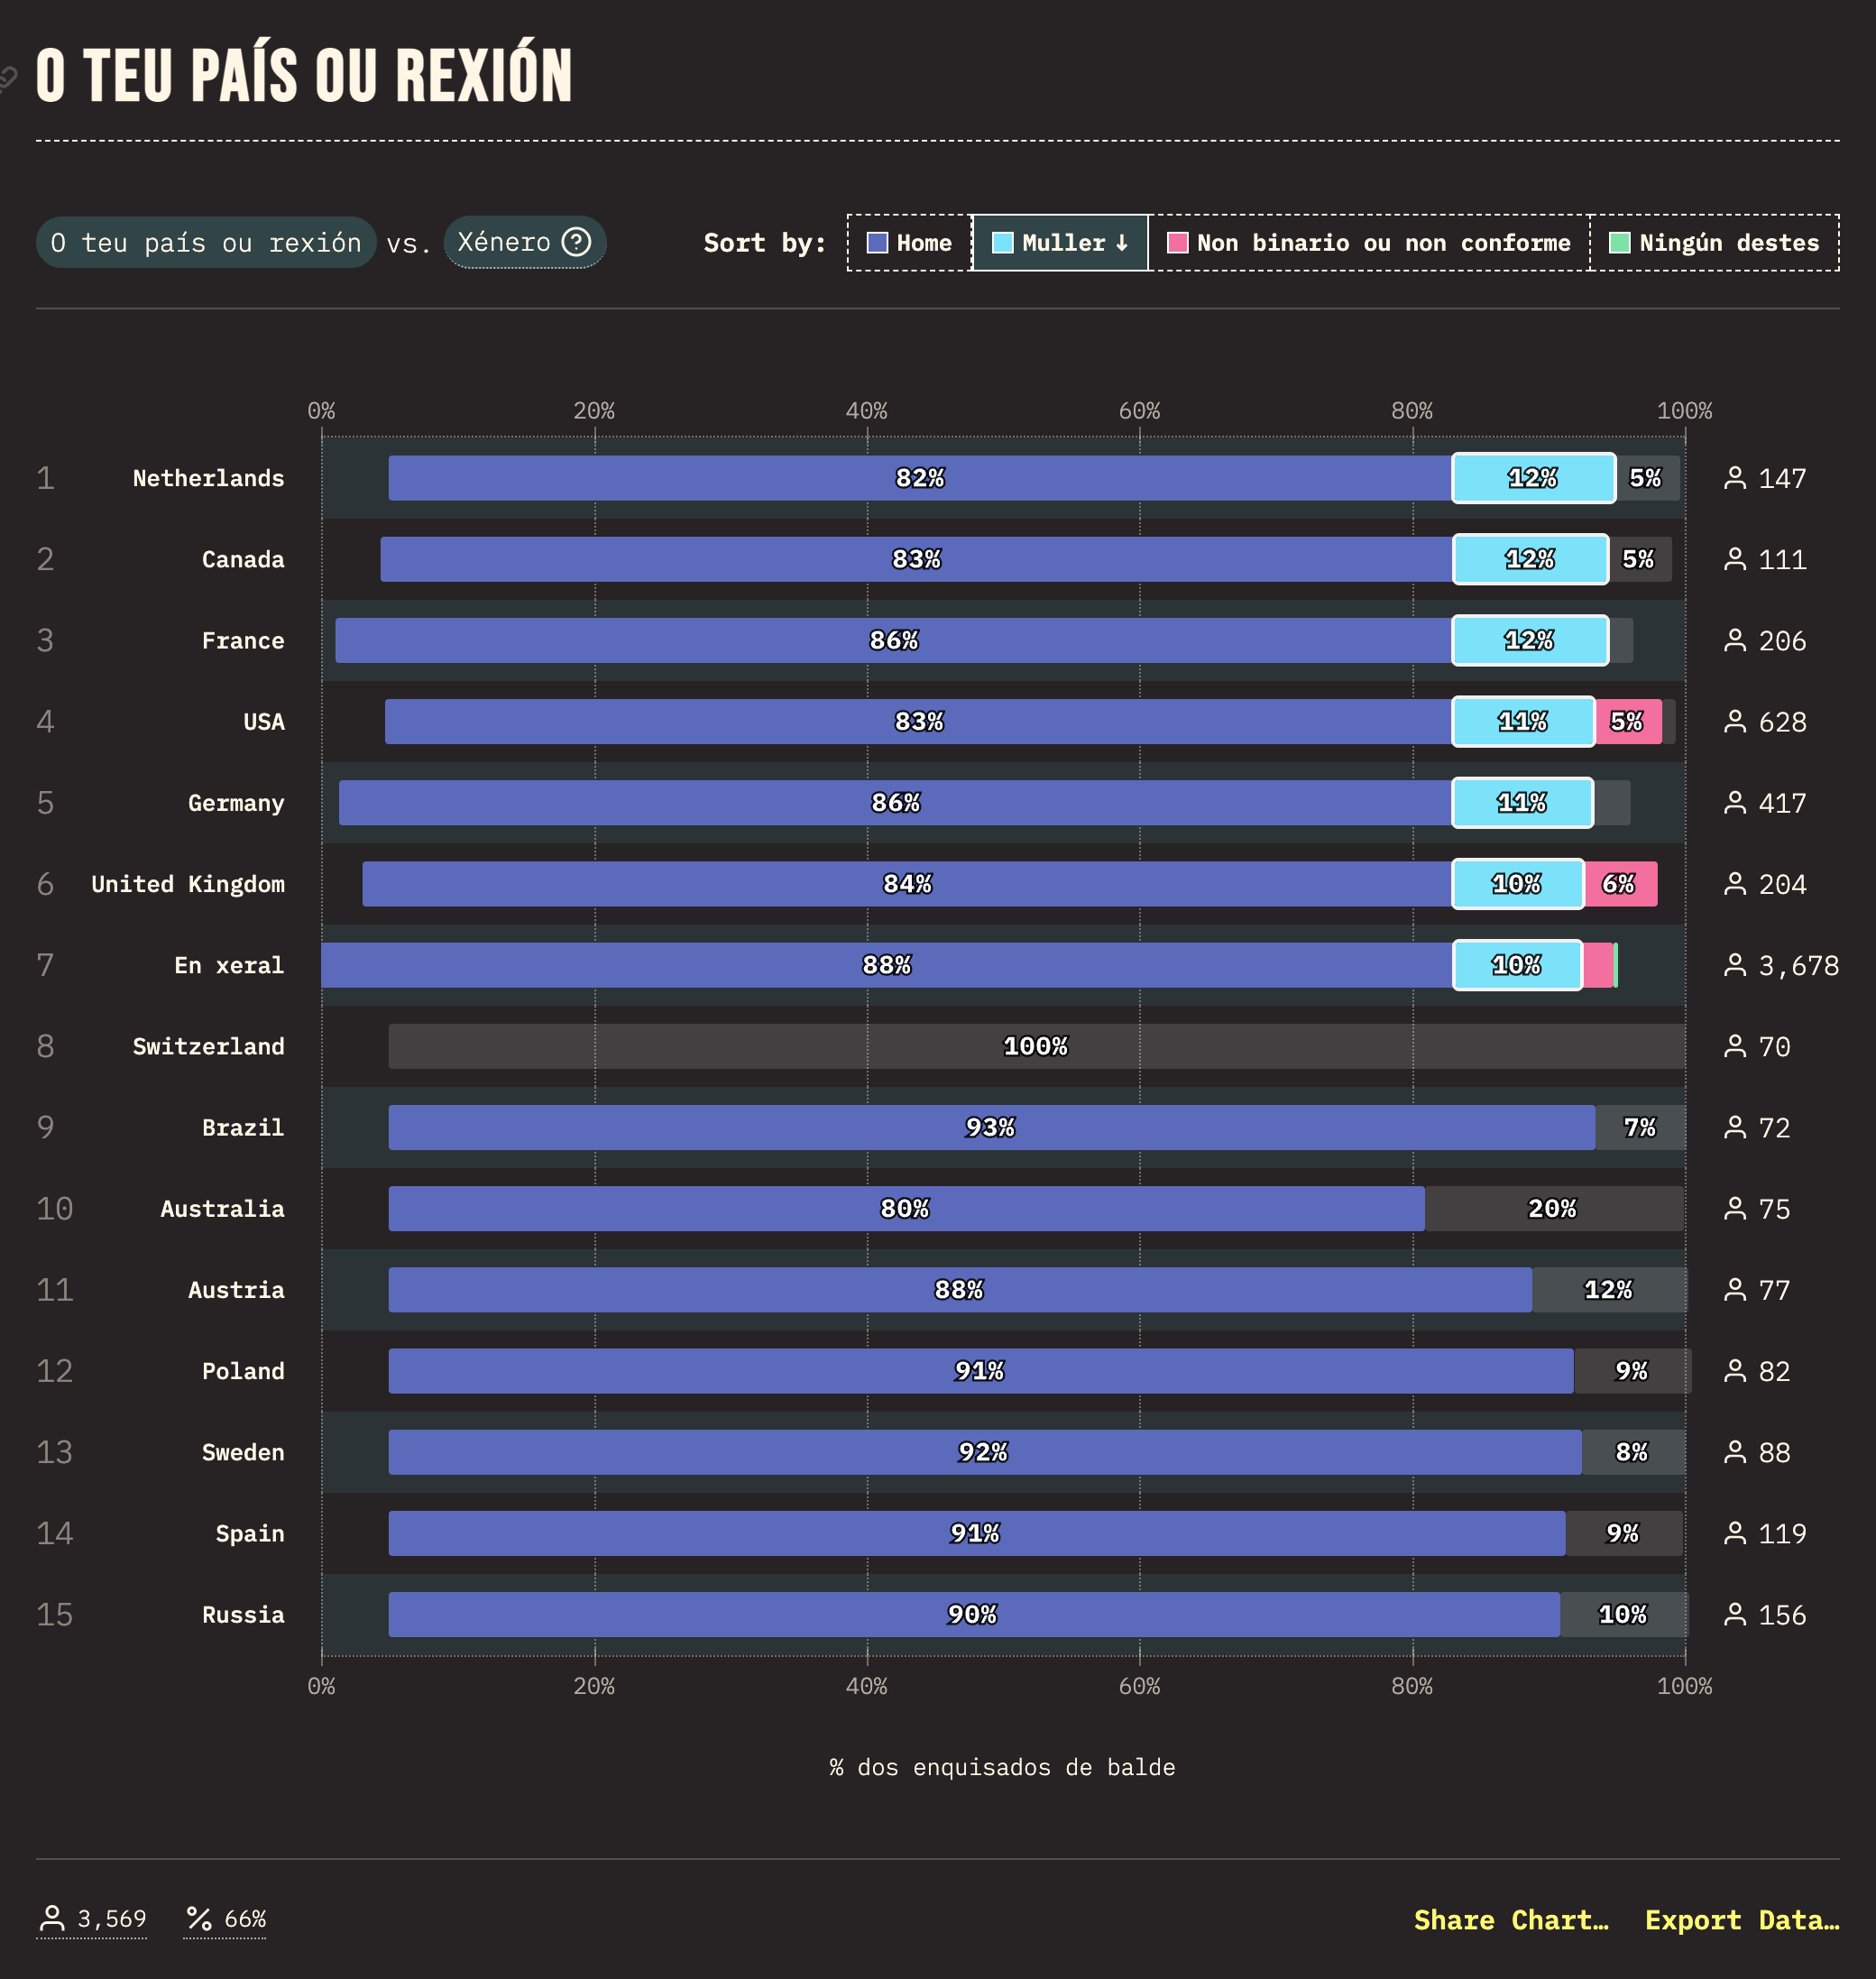 O TEU PAÍS OU REXIÓN
O teu país ou rexión vs. Xénero ? Sort by: Home Muller ↓ Non binario ou non conforme Ningún destes
0% 20% 40% 60% 80% 100%
1 Netherlands 82% 12% 5% 147
2 Canada 83% 12% 5% 111
3 France 86% 12% 206
4 USA 83% 11% 5% 628
5 Germany 86% 11% 417
6 United Kingdom 84% 10% 6% 204
7 En xeral 88% 10% 3,678
8 Switzerland 100% 70
9 Brazil 93% 7% 72
10 Australia 80% 20% 75
11 Austria 88% 12% 77
12 Poland 91% 9% 82
13 Sweden 92% 8% 88
14 Spain 91% 9% 119
15 Russia 90% 10% 156
0% 20% 40% 60% 80% 100%
% dos enquisados de balde
3,569 % 66% Share Chart… Export Data…